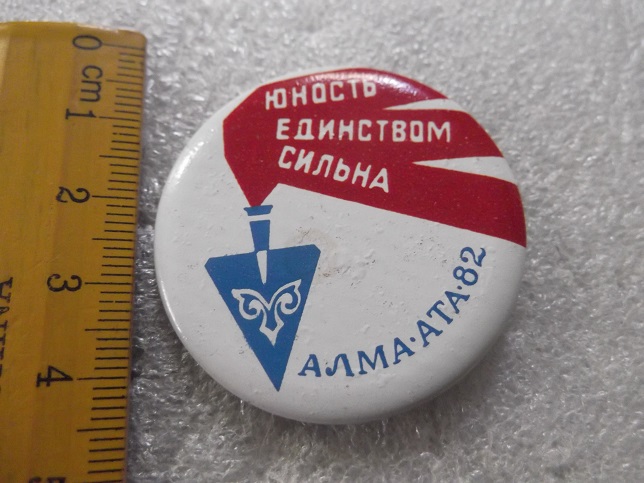 ЮНОСТЬ
ЕДИНСТВОМ
СИЛЬНА
АЛМА·АТА·82
0 cm 1
2
3
4